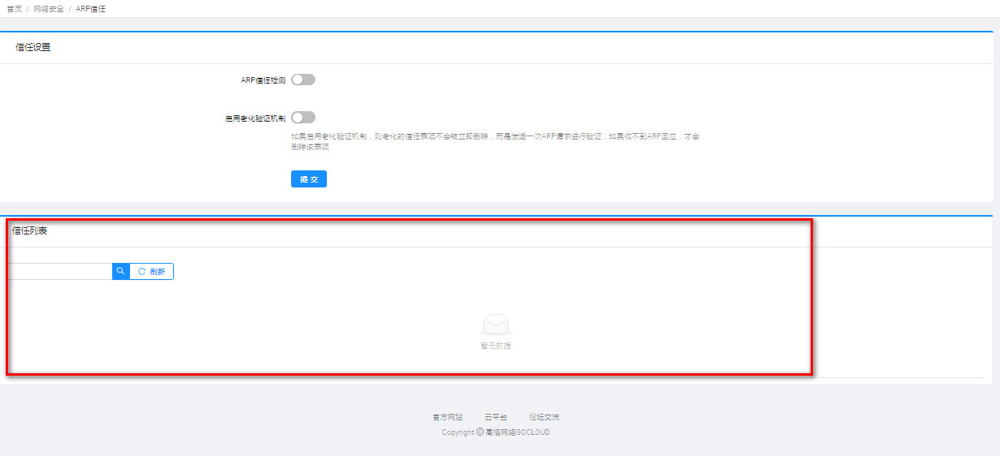 首页 / 网络安全 / ARP信任
信任设置
ARP信任检测
启用老化验证机制
如果启用老化验证机制，则老化的信任表项不会被立即删除，而是发送一次ARP请求进行验证，如果收不到ARP回应，才会
删除该表项
提 交
信任列表
刷新
暂无数据
官方网站 云平台 论坛交流
Copyright © 高恪网络GOCLOUD